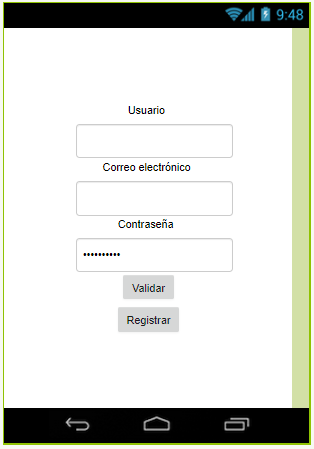 9:48
Usuario
Correo electrónico
Contraseña
••••••••••
Validar
Registrar